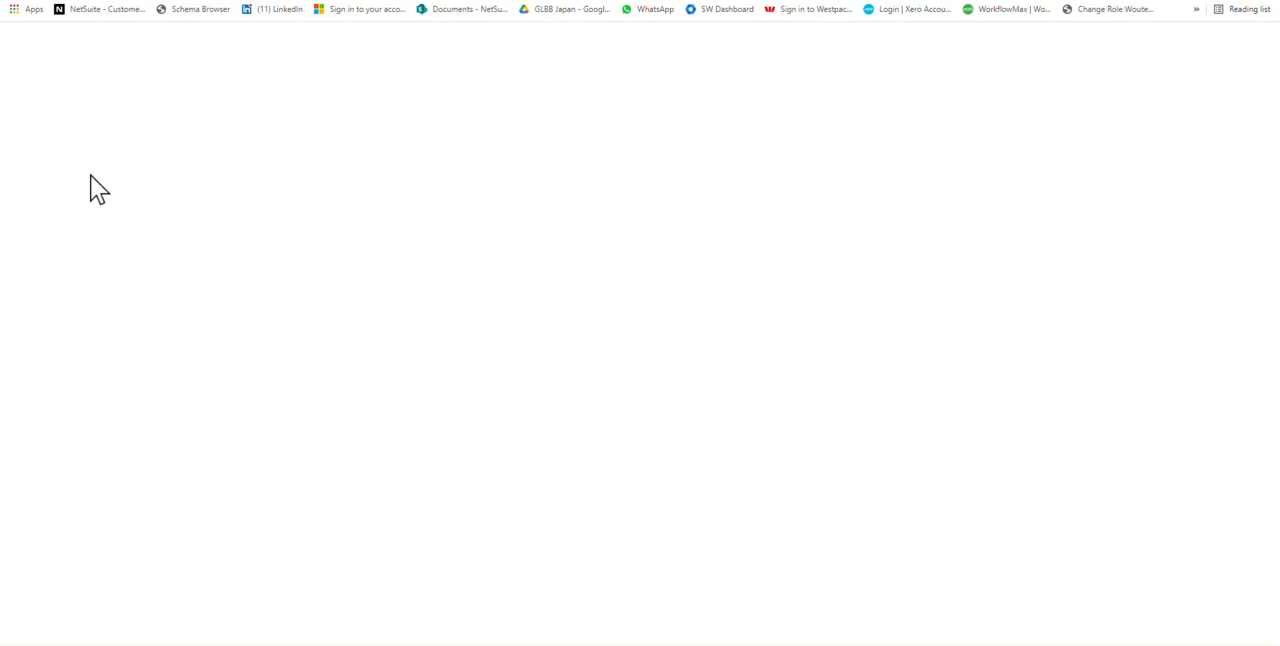 Apps NetSuite - Custome... Schema Browser (11) LinkedIn Sign in to your acco... Documents - NetSu... GLBB Japan - Googl... WhatsApp SW Dashboard Sign in to Westpac... Login | Xero Accou... WorkflowMax | Wo... Change Role Woute... » Reading list